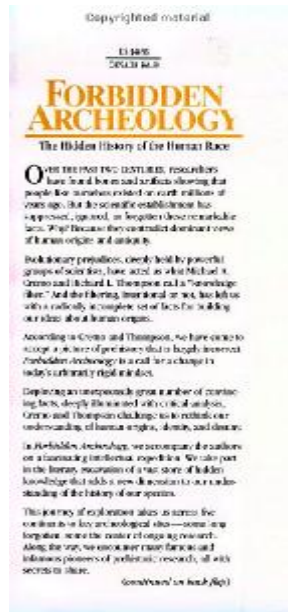 Copyrighted material
FORBIDDEN
ARCHEOLOGY
The Hidden History of the Human Race
OVER THE PAST TWO CENTURIES, researchers
have found bones and artifacts showing that
people like ourselves existed on earth millions of
years ago. But the scientific establishment has
suppressed, ignored, or forgotten these remarkable
facts. Why? Because they contradict dominant views
of human origins and antiquity.
Evolutionary prejudices, deeply held by powerful
groups of scientists, have acted as what Michael A.
Cremo and Richard L. Thompson call a "knowledge
filter." And the filtering, intentional or not, has left us
with a radically incomplete set of facts for building
our ideas about human origins.
According to Cremo and Thompson, we have come to
accept a picture of prehistory that is largely incorrect.
Forbidden Archeology is a call for a change in
today's arbitrarily rigid mindset.
Deploying an unexpectedly great number of convinc-
ing facts, deeply illuminated with critical analysis,
Cremo and Thompson challenge us to rethink our
understanding of human origins, identity, and destiny.
In Forbidden Archeology, we accompany the authors
on a fascinating intellectual expedition. We take part
in the literary excavation of a vast store of hidden
knowledge that adds a new dimension to our under-
standing of the history of our species.
This journey of exploration takes us across five
continents to key archeological sites—some long
forgotten, some the center of ongoing research.
Along the way, we encounter many famous and
infamous pioneers of prehistoric research, all with
secrets to share.
(continued on back flap)